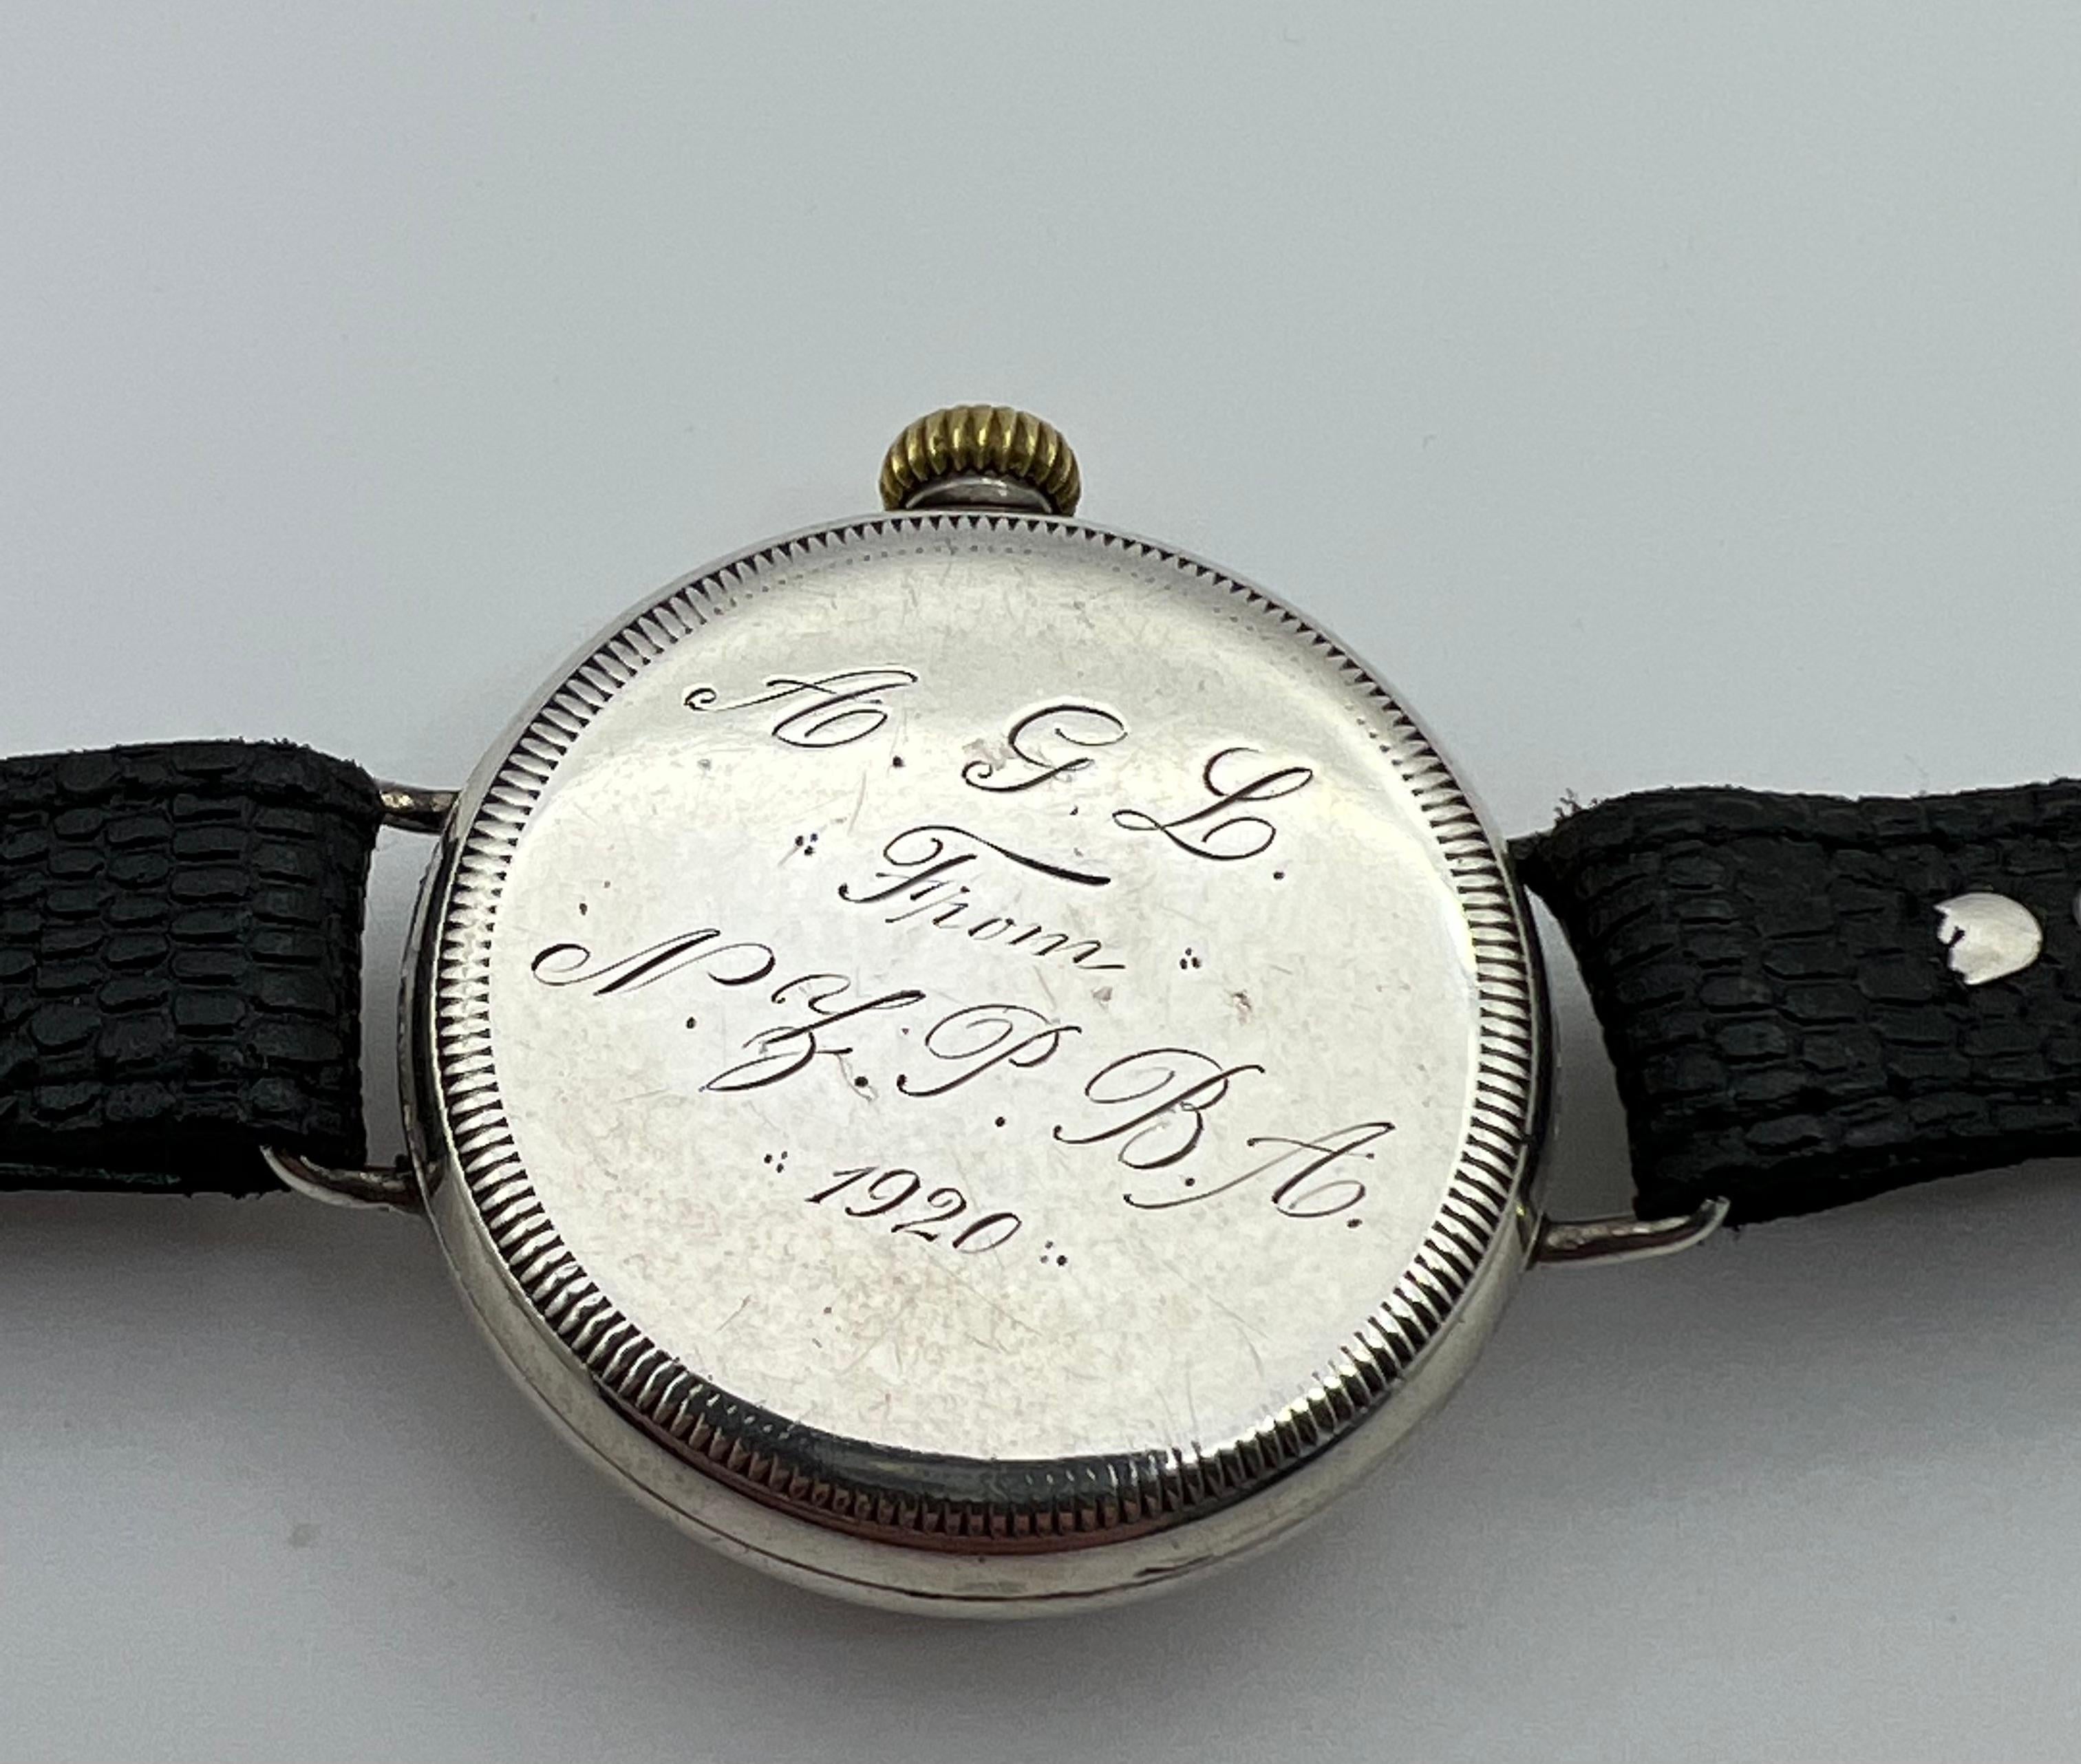 A. G. L.
From
N. Z. P. B. A.
1920